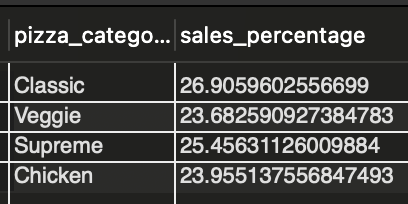 pizza_catego... sales_percentage
Classic 26.9059602556699
Veggie 23.682590927384783
Supreme 25.45631126009884
Chicken 23.955137556847493